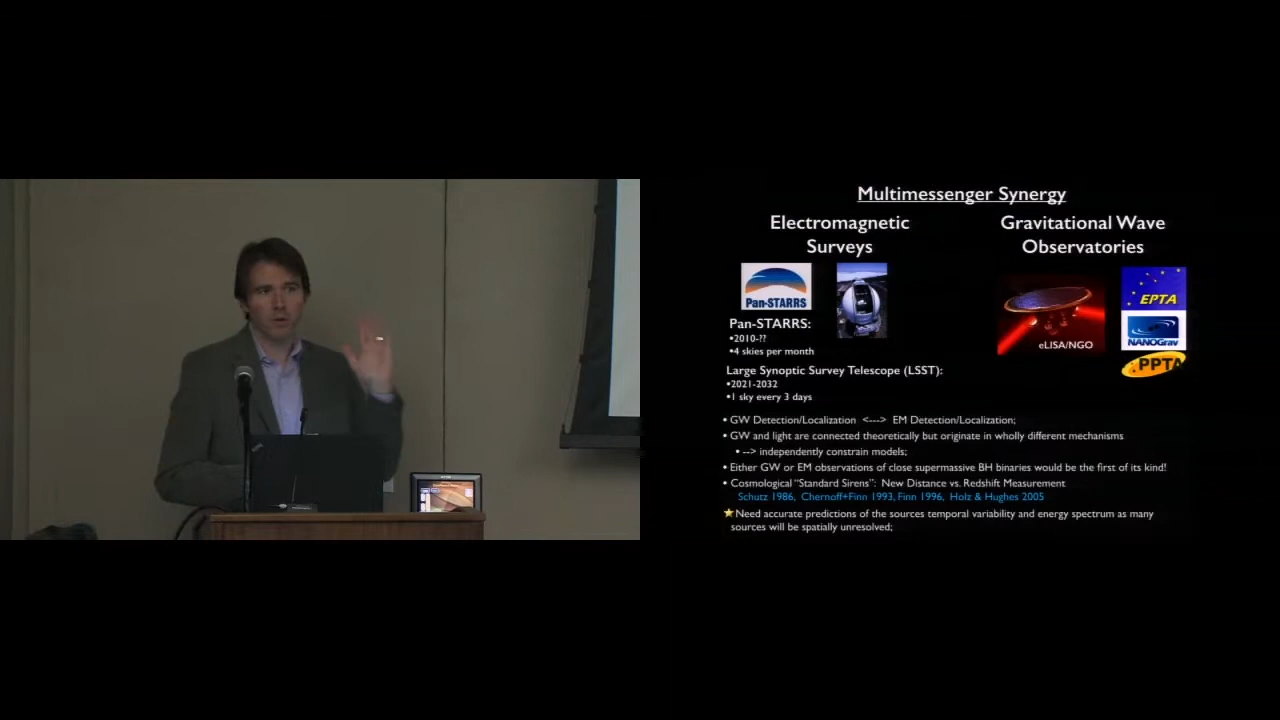 Multimessenger Synergy
Electromagnetic
Surveys
Gravitational Wave
Observatories
Pan-STARRS
EPTA
NANOGrav
eLISA/NGO
PPTA
Pan-STARRS:
•2010-??
•4 skies per month
Large Synoptic Survey Telescope (LSST):
•2021-2032
•1 sky every 3 days
• GW Detection/Localization <---> EM Detection/Localization;
• GW and light are connected theoretically but originate in wholly different mechanisms
• --> independently constrain models;
• Either GW or EM observations of close supermassive BH binaries would be the first of its kind!
• Cosmological “Standard Sirens”: New Distance vs. Redshift Measurement
Schutz 1986, Chernoff+Finn 1993, Finn 1996, Holz & Hughes 2005
Need accurate predictions of the sources temporal variability and energy spectrum as many
sources will be spatially unresolved;